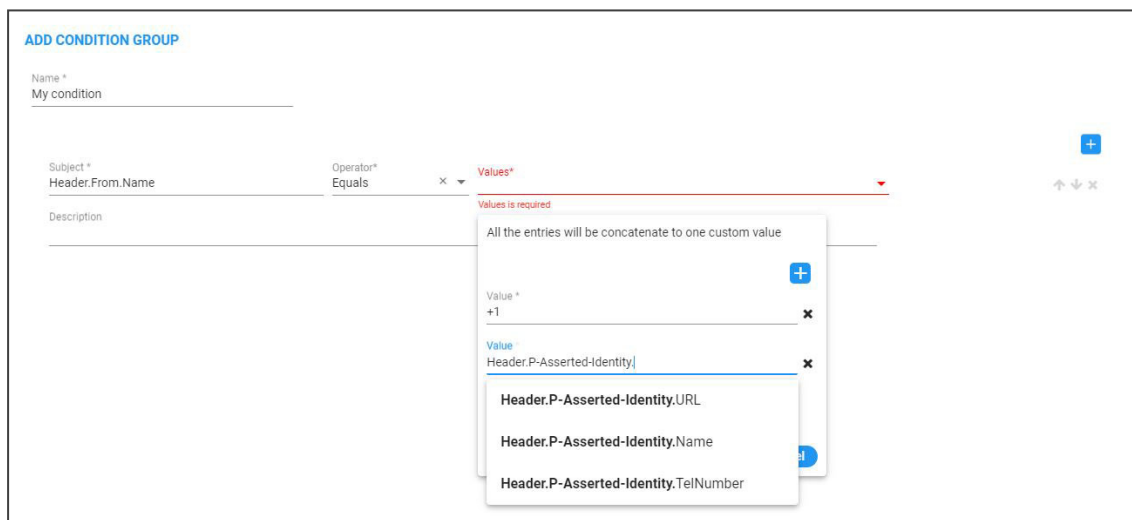 ADD CONDITION GROUP
Name *
My condition
Subject *
Header.From.Name
Operator*
Equals
Values*
Values is required
Description
All the entries will be concatenate to one custom value
Value *
+1
Value
Header.P-Asserted-Identity.
Header.P-Asserted-Identity.URL
Header.P-Asserted-Identity.Name
Header.P-Asserted-Identity.TelNumber